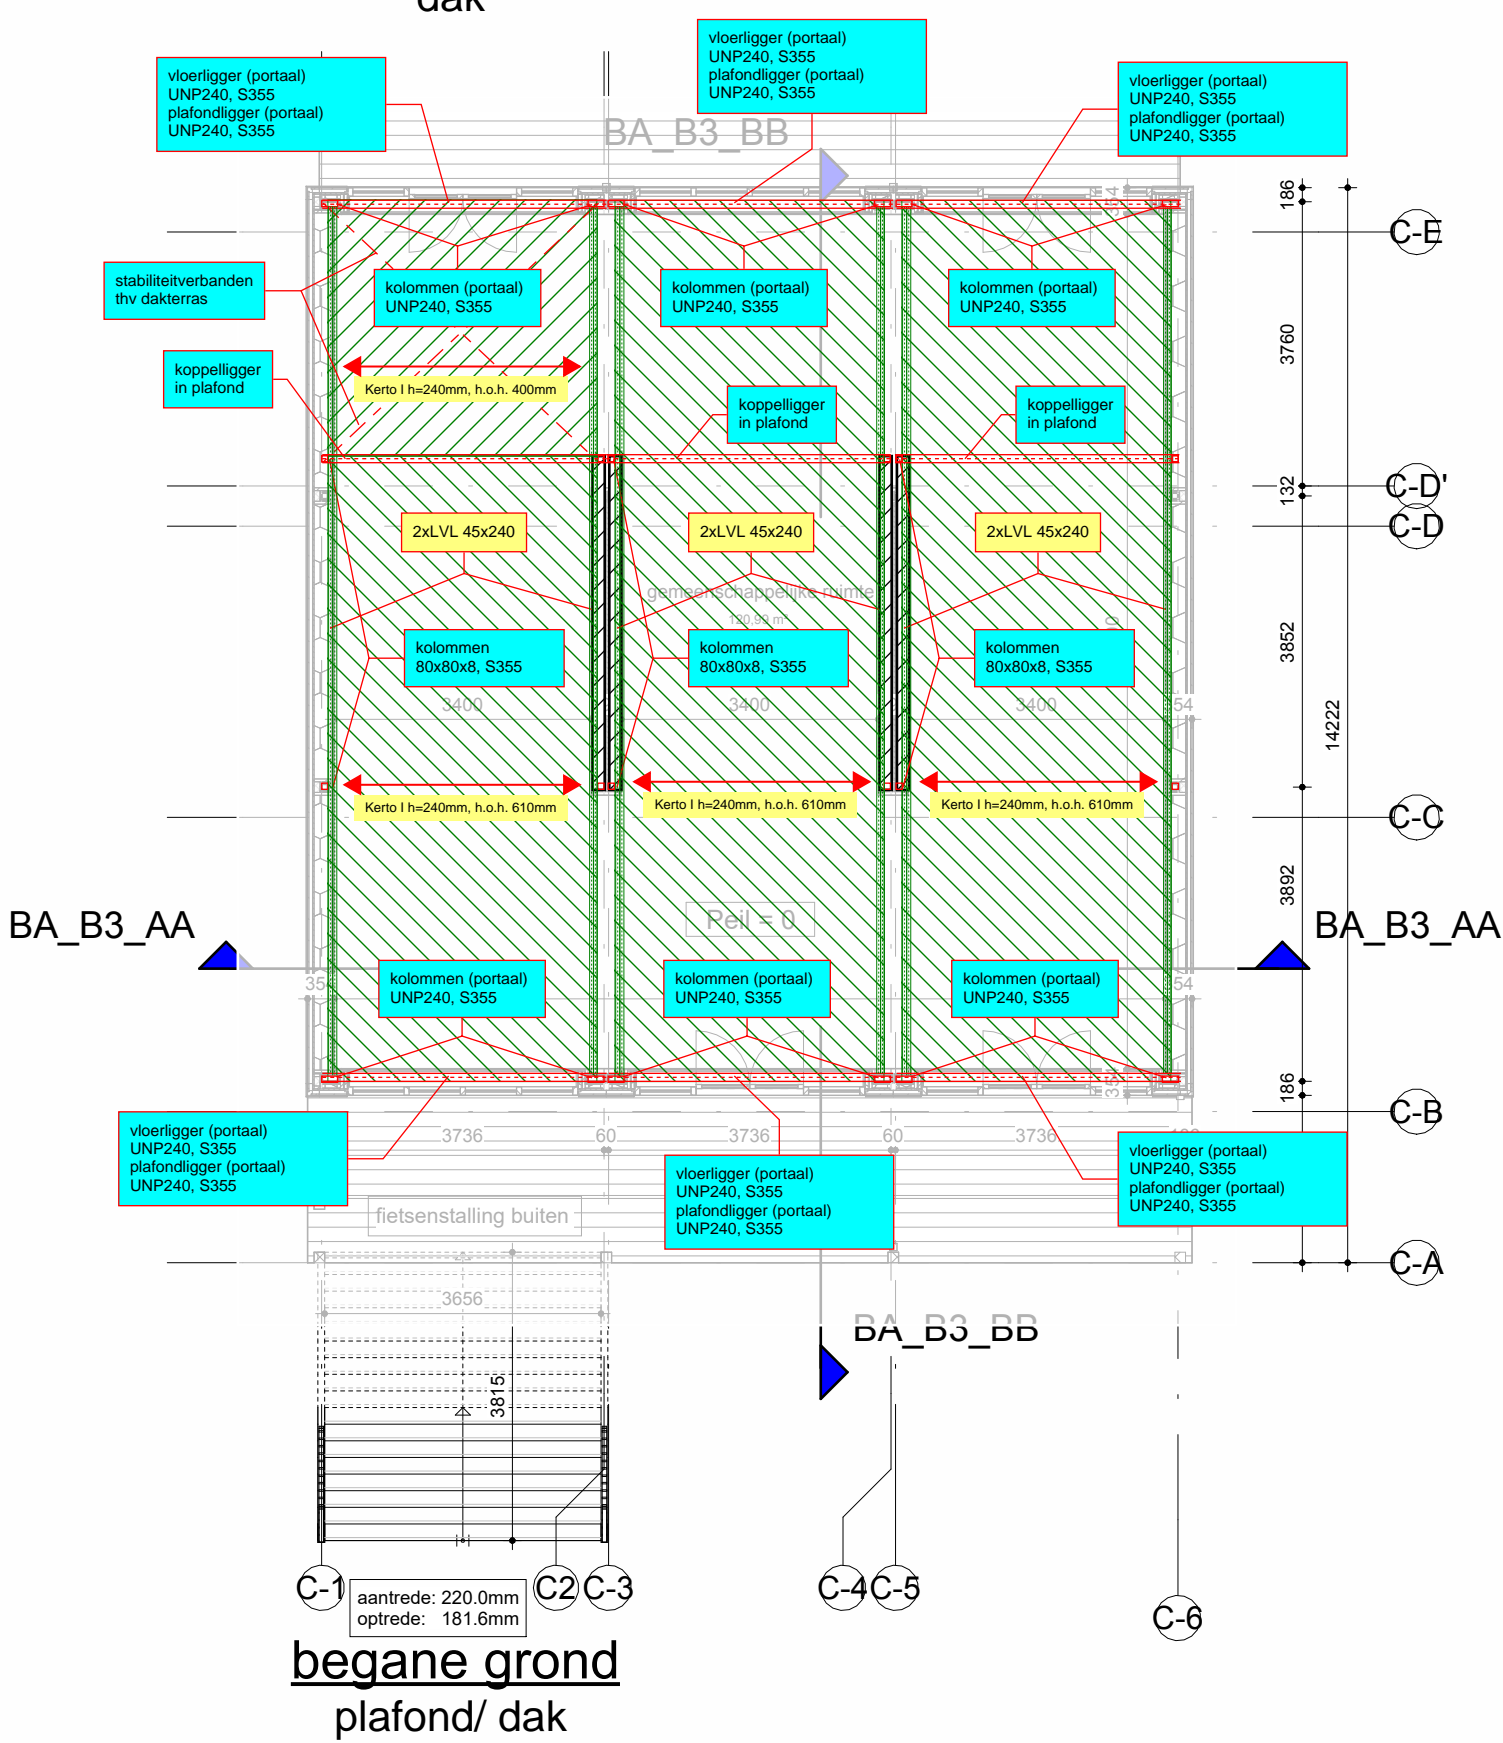 dak
vloerligger (portaal)
UNP240, S355
plafondligger (portaal)
UNP240, S355
vloerligger (portaal)
UNP240, S355
plafondligger (portaal)
UNP240, S355
vloerligger (portaal)
UNP240, S355
plafondligger (portaal)
UNP240, S355
BA_B3_BB
354
186
C-E
stabiliteitverbanden
thv dakterras
kolommen (portaal)
UNP240, S355
kolommen (portaal)
UNP240, S355
kolommen (portaal)
UNP240, S355
3760
koppelligger
in plafond
Kerto I h=240mm, h.o.h. 400mm
koppelligger
in plafond
koppelligger
in plafond
132
C-D'
C-D
2xLVL 45x240
2xLVL 45x240
2xLVL 45x240
gemeenschappelijke ruimte
120,99 m²
kolommen
80x80x8, S355
kolommen
80x80x8, S355
kolommen
80x80x8, S355
3852
3400
3400
3400
54
14222
Kerto I h=240mm, h.o.h. 610mm
Kerto I h=240mm, h.o.h. 610mm
Kerto I h=240mm, h.o.h. 610mm
C-C
3892
BA_B3_AA
Peil = 0
BA_B3_AA
35
kolommen (portaal)
UNP240, S355
kolommen (portaal)
UNP240, S355
kolommen (portaal)
UNP240, S355
54
354
186
C-B
vloerligger (portaal)
UNP240, S355
plafondligger (portaal)
UNP240, S355
3736
60
3736
60
3736
vloerligger (portaal)
UNP240, S355
plafondligger (portaal)
UNP240, S355
vloerligger (portaal)
UNP240, S355
plafondligger (portaal)
UNP240, S355
fietsenstalling buiten
C-A
3656
BA_B3_BB
3815
C-1
C2
C-3
C-4
C-5
C-6
aantrede: 220.0mm
optrede: 181.6mm
begane grond
plafond/ dak